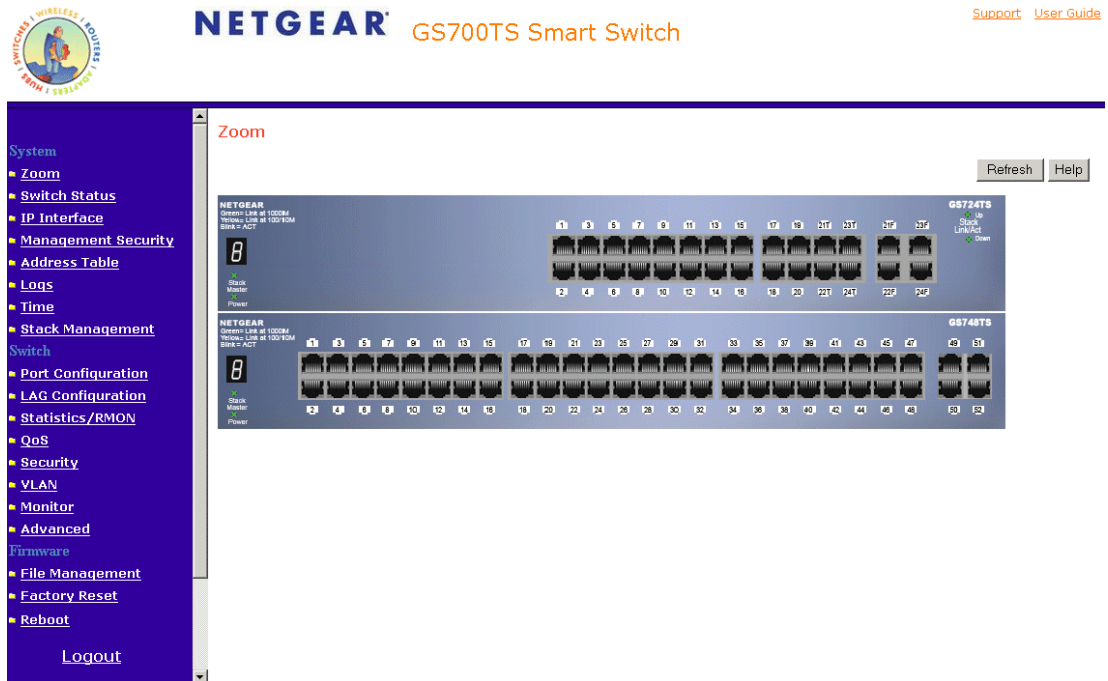 SWITCHES | WIRELESS | ROUTERS | ADAPTERS | HUBS |
NETGEAR
GS700TS Smart Switch
Support User Guide
System
Zoom
Switch Status
IP Interface
Management Security
Address Table
Logs
Time
Stack Management
Switch
Port Configuration
LAG Configuration
Statistics/RMON
QoS
Security
VLAN
Monitor
Advanced
Firmware
File Management
Factory Reset
Reboot
Logout
Zoom
Refresh Help
NETGEAR
Green= Link at 1000M
Yellow= Link at 100/10M
Blink= ACT
8
Stack
Master
Power
1 3 5 7 9 11 13 15 17 19 21T 23T 21F 23F
2 4 6 8 10 12 14 16 18 20 22T 24T 22F 24F
GS724TS
Up
Stack
Link/Act
Down
NETGEAR
Green= Link at 1000M
Yellow= Link at 100/10M
Blink= ACT
8
Stack
Master
Power
1 3 5 7 9 11 13 15 17 19 21 23 25 27 29 31 33 35 37 39 41 43 45 47 49 51
2 4 6 8 10 12 14 16 18 20 22 24 26 28 30 32 34 36 38 40 42 44 46 48 50 52
GS748TS